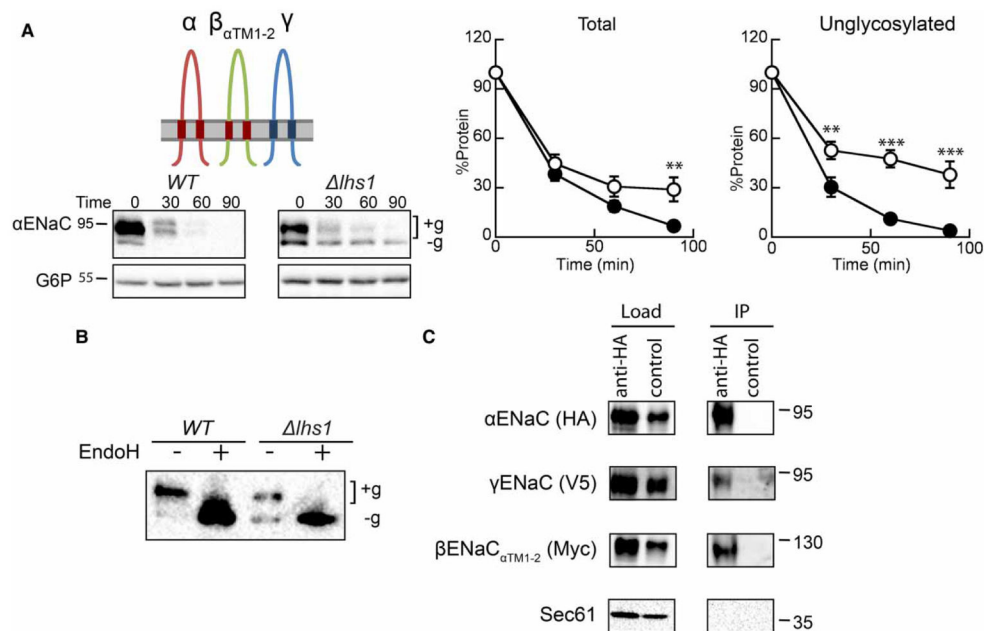 A
α β αTM1-2 γ
WT Δlhs1
Time 0 30 60 90 0 30 60 90
αENaC 95 +g
-g
G6P 55
Total
120
90
60
30
0
%Protein
0 50 100
Time (min)
** 
Unglycosylated
120
90
60
30
0
%Protein
0 50 100
Time (min)
** *** ***
B
WT Δlhs1
EndoH - + - +
+g
-g
C
Load IP
anti-HA control anti-HA control
αENaC (HA) 95
γENaC (V5) 95
βENaC αTM1-2 (Myc) 130
Sec61 35